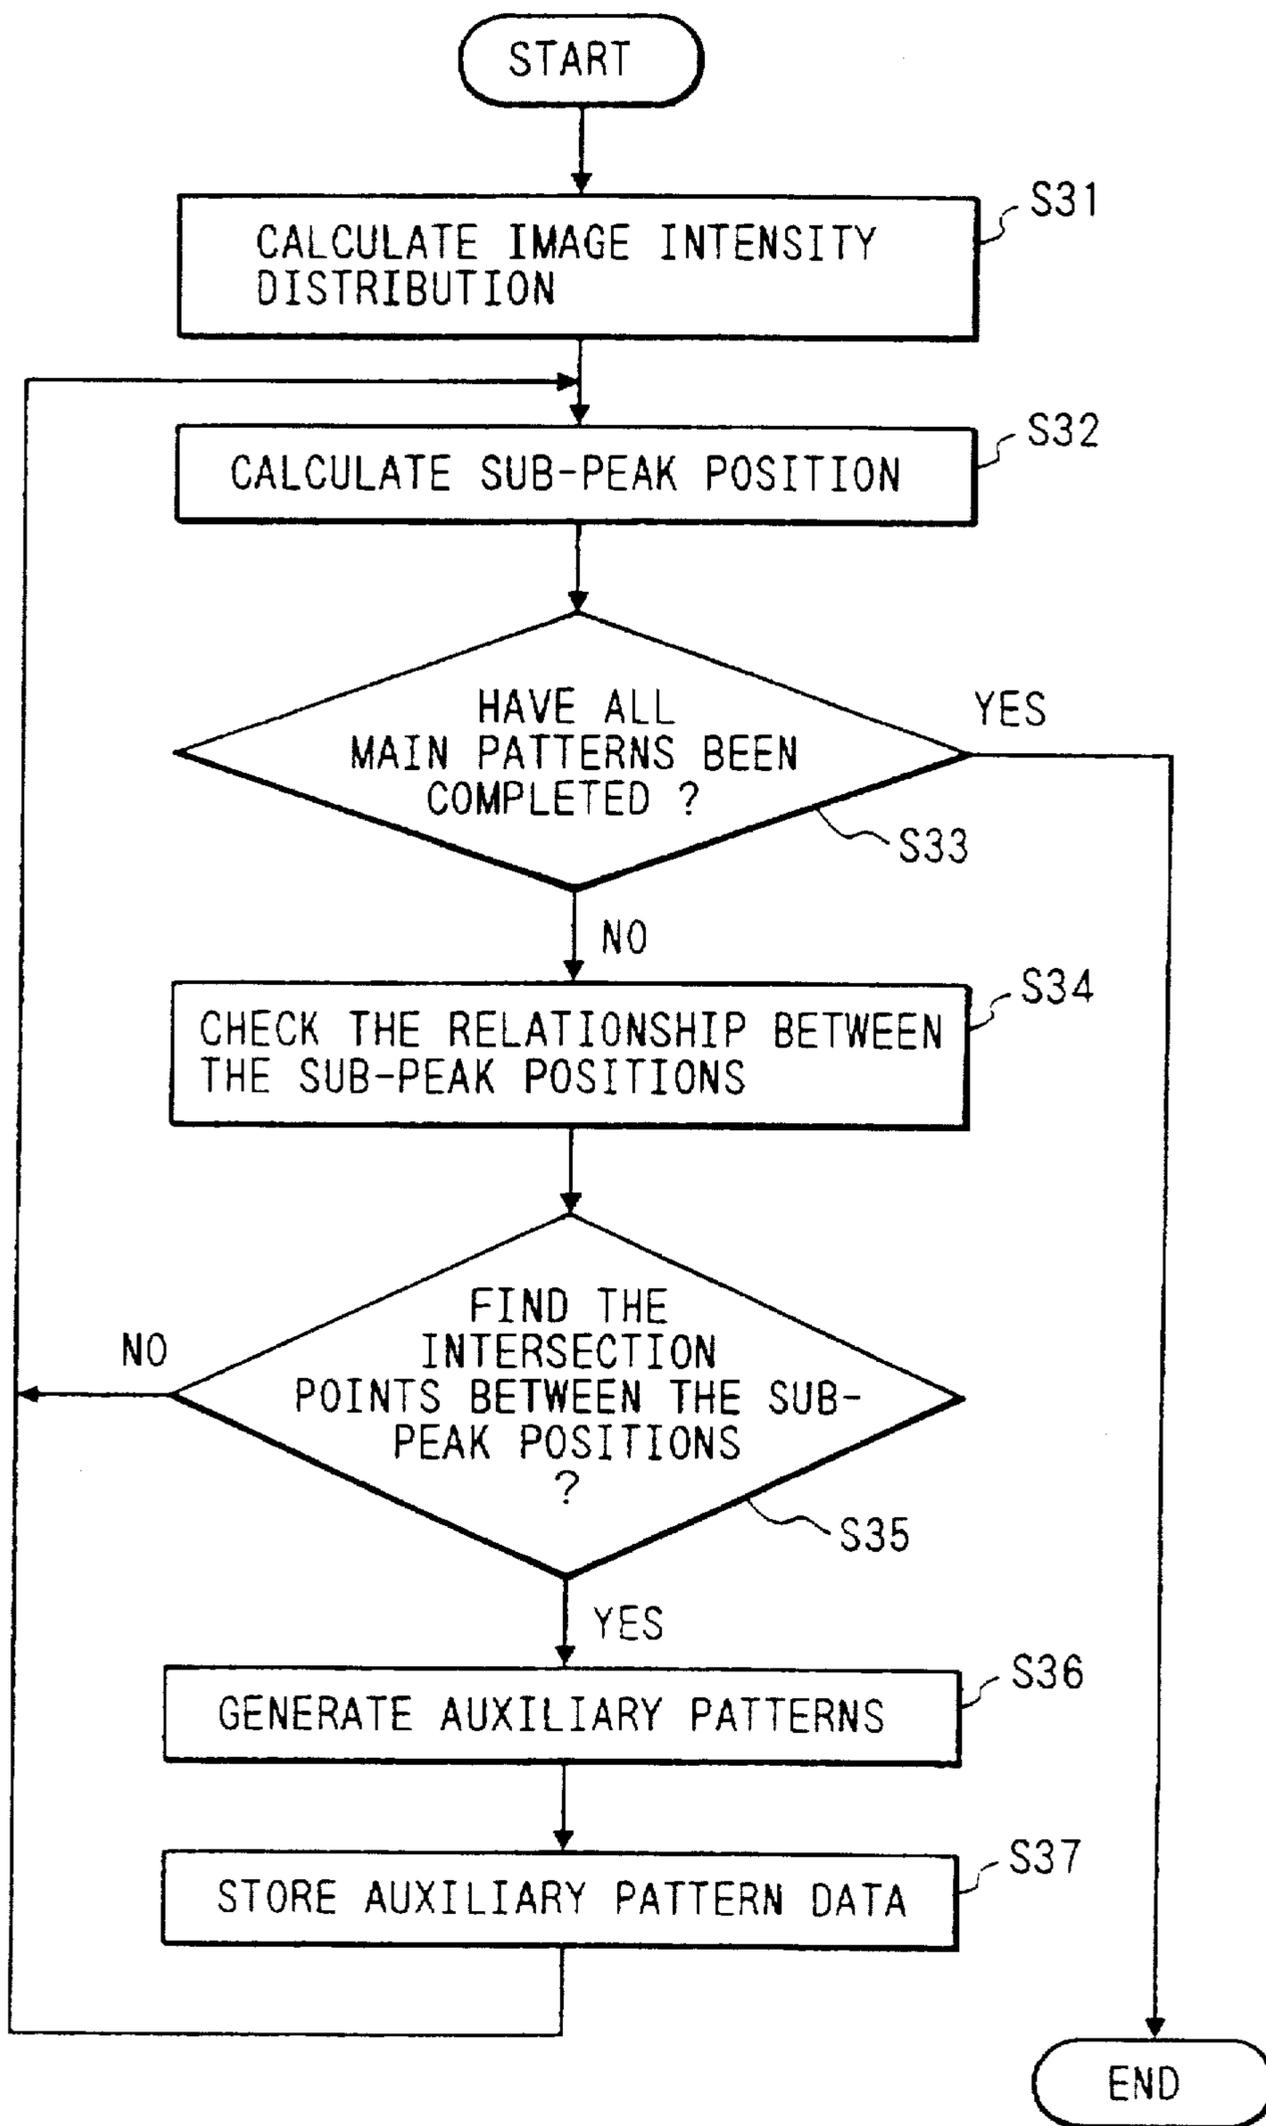 START
S31
CALCULATE IMAGE INTENSITY
DISTRIBUTION
S32
CALCULATE SUB-PEAK POSITION
YES
HAVE ALL
MAIN PATTERNS BEEN
COMPLETED ?
S33
NO
S34
CHECK THE RELATIONSHIP BETWEEN
THE SUB-PEAK POSITIONS
NO
FIND THE
INTERSECTION
POINTS BETWEEN THE SUB-
PEAK POSITIONS
?
S35
YES
S36
GENERATE AUXILIARY PATTERNS
S37
STORE AUXILIARY PATTERN DATA
END